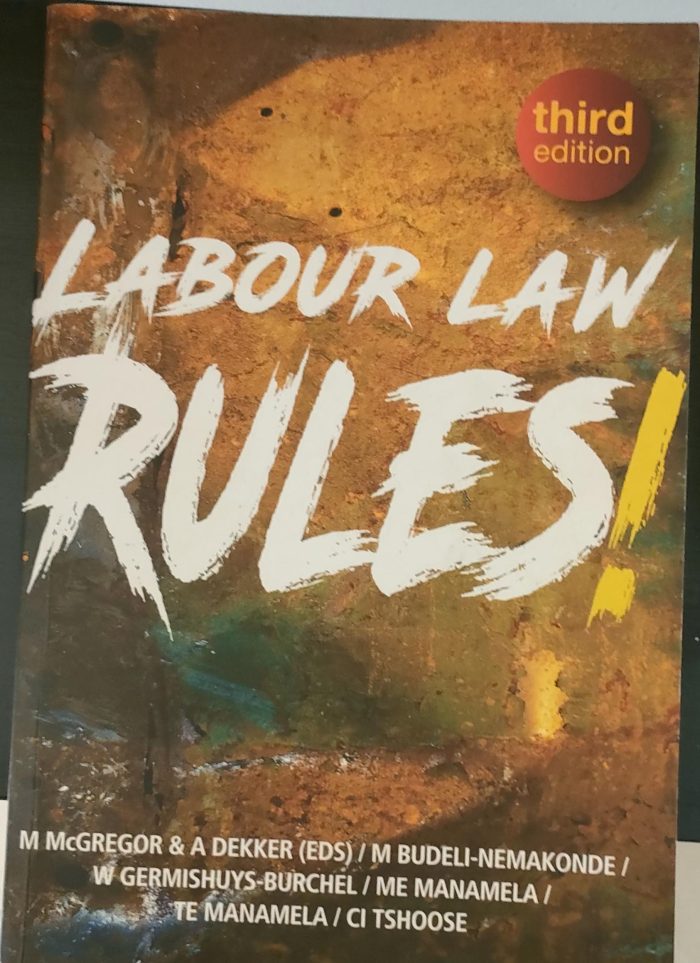 third
edition
LABOUR LAW
RULES!
M McGREGOR & A DEKKER (EDS) / M BUDELI-NEMAKONDE /
W GERMISHUYS-BURCHEL / ME MANAMELA /
TE MANAMELA / CI TSHOOSE